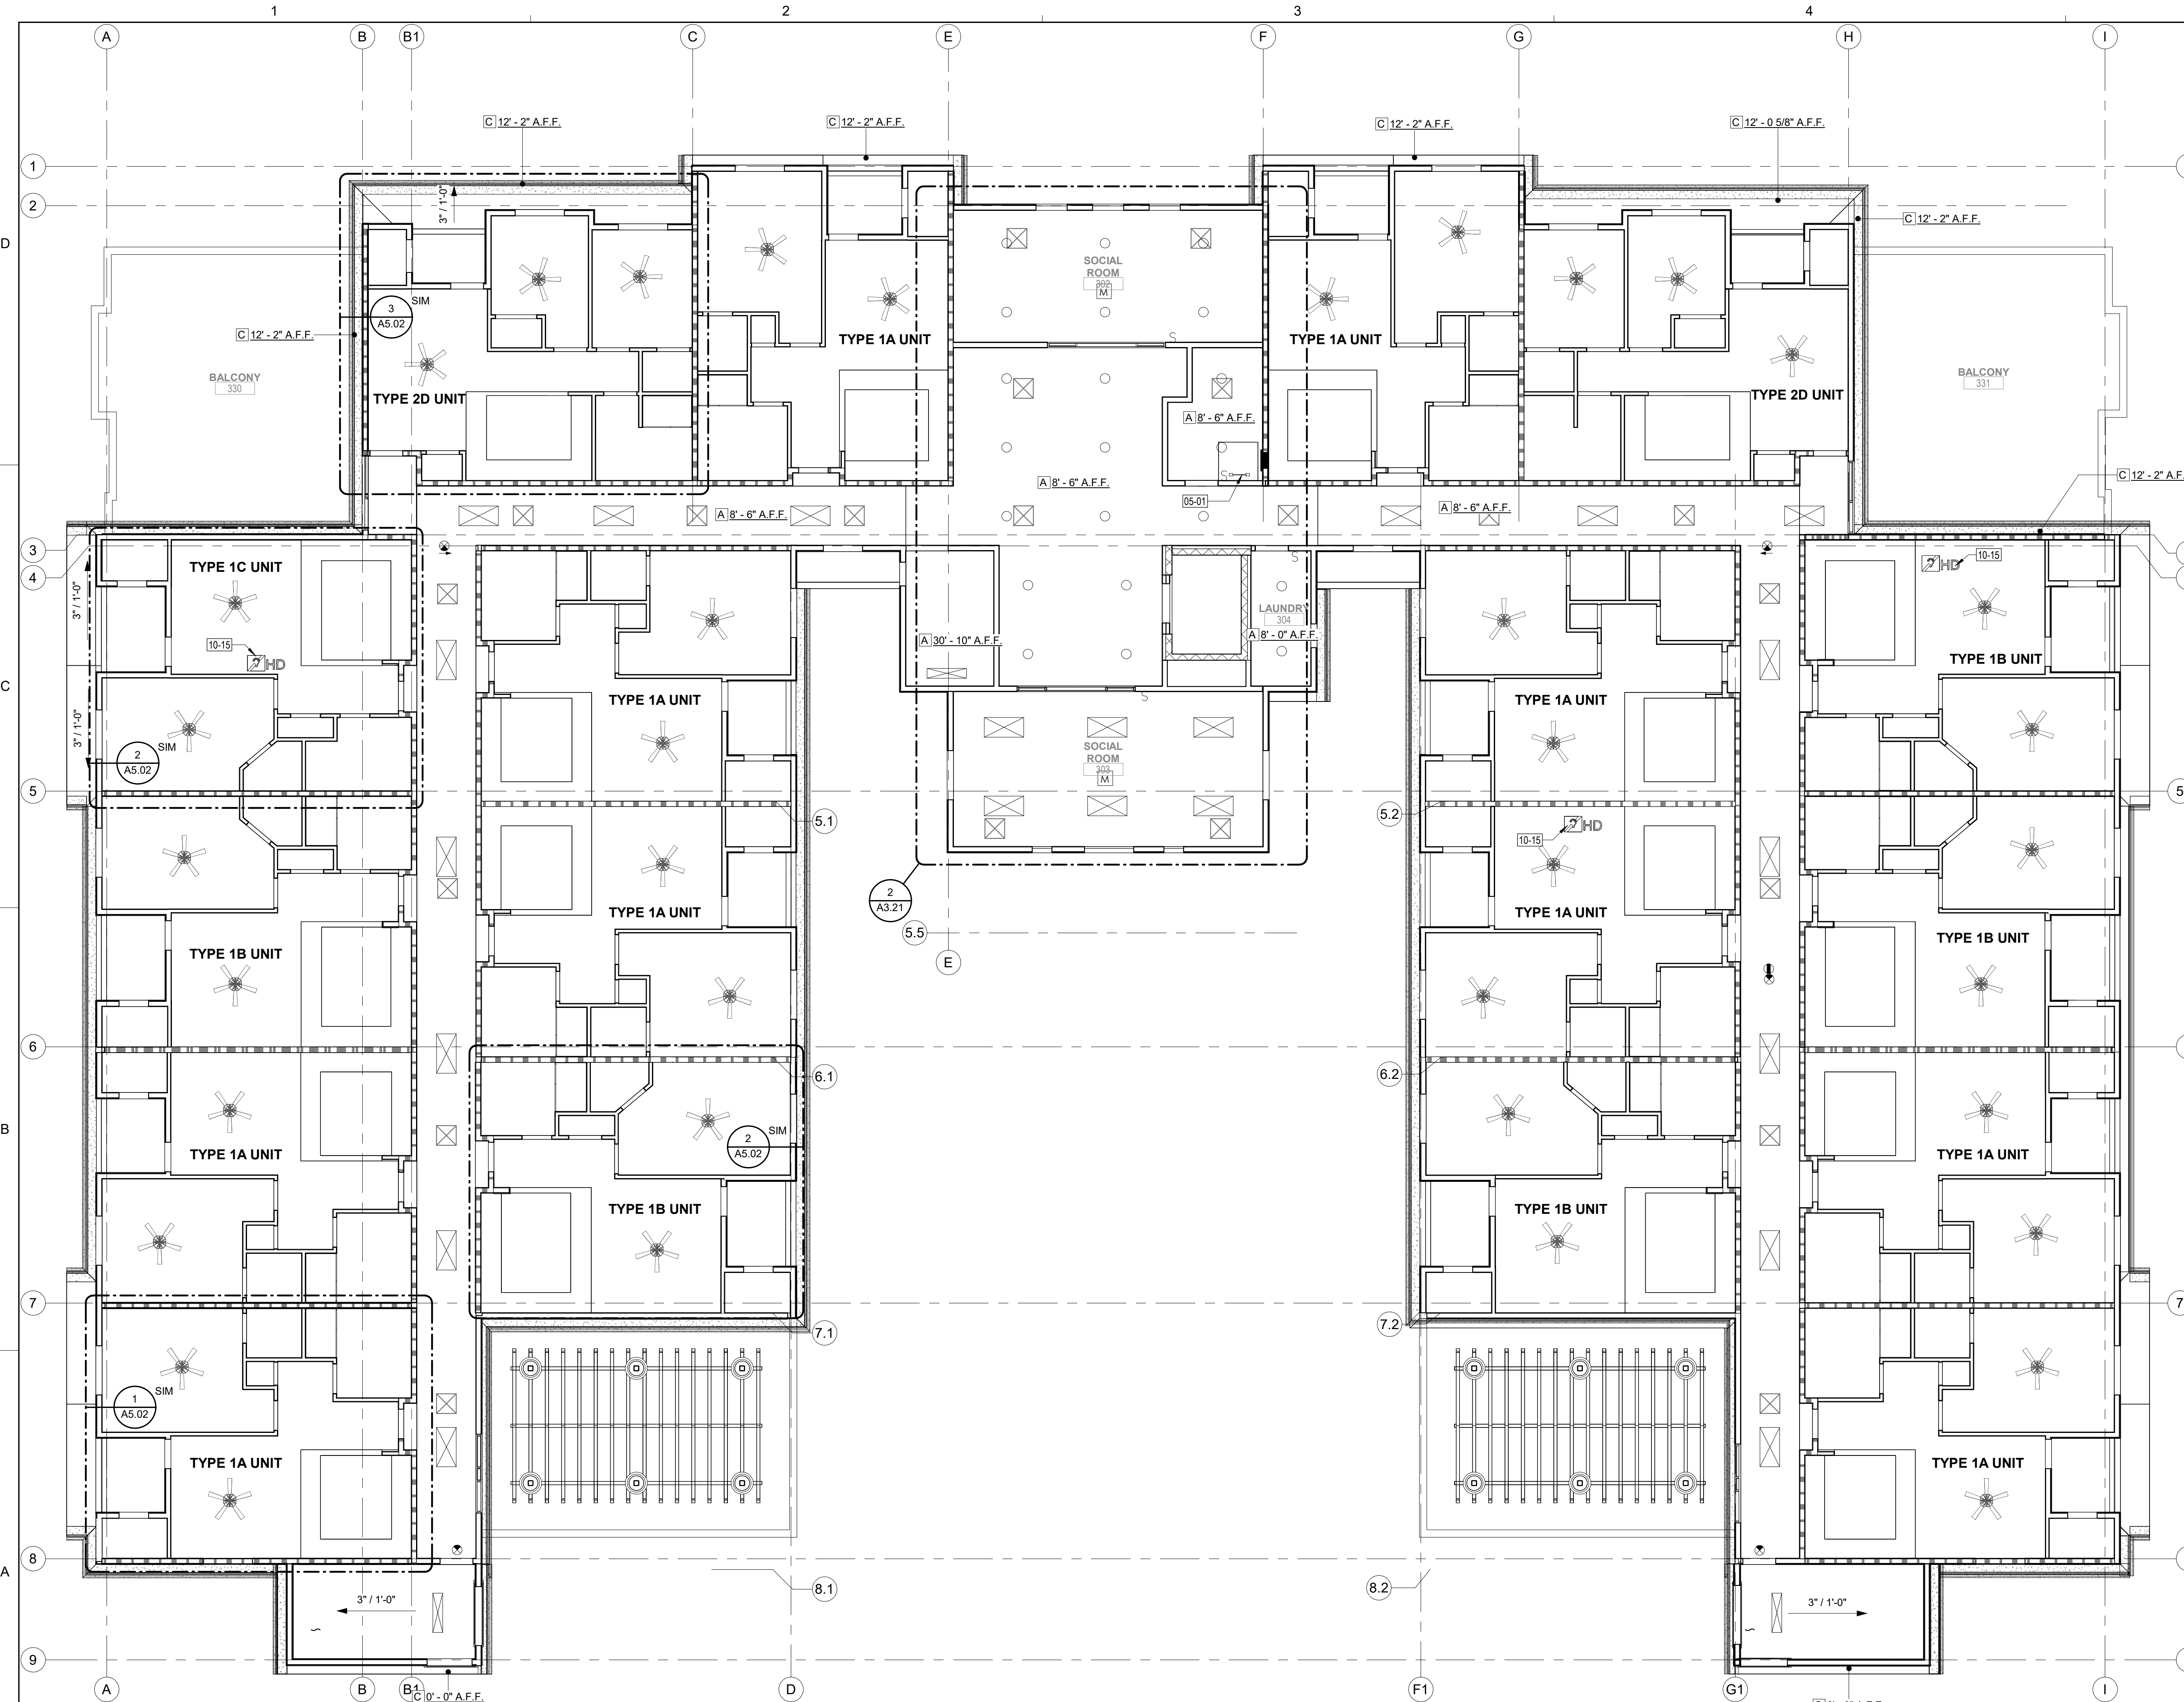 1 2 3 4
A B B1 C E F G H I
C 12' - 2" A.F.F.
C 12' - 2" A.F.F.
C 12' - 2" A.F.F.
C 12' - 0 5/8" A.F.F.
1
2
3" / 1'-0"
C 12' - 2" A.F.F.
D
SOCIAL
ROOM
302
M
3
A5.02
SIM
S
C 12' - 2" A.F.F.
TYPE 1A UNIT
TYPE 1A UNIT
BALCONY
330
BALCONY
331
TYPE 2D UNIT
TYPE 2D UNIT
A 8' - 6" A.F.F.
S
C 12' - 2" A.F.
A 8' - 6" A.F.F.
05-01
A 8' - 6" A.F.F.
A 8' - 6" A.F.F.
3
4
TYPE 1C UNIT
S
10-15
HD
3" / 1'-0"
LAUNDRY
304
A 30' - 10" A.F.F.
A 8' - 0" A.F.F.
10-15
HD
TYPE 1B UNIT
C
TYPE 1A UNIT
S
TYPE 1A UNIT
3" / 1'-0"
2
A5.02
SIM
SOCIAL
ROOM
303
M
5
5
5.1
5.2
HD
10-15
2
A3.21
TYPE 1A UNIT
TYPE 1A UNIT
5.5
TYPE 1B UNIT
TYPE 1B UNIT
E
6
6.1
6.2
B
2
A5.02
SIM
TYPE 1A UNIT
TYPE 1A UNIT
TYPE 1B UNIT
TYPE 1B UNIT
7
7
7.1
7.2
1
A5.02
SIM
TYPE 1A UNIT
TYPE 1A UNIT
8
A
8.1
8.2
3" / 1'-0"
3" / 1'-0"
9
A B B1 D F1 G1 I
C 0' - 0" A.F.F.